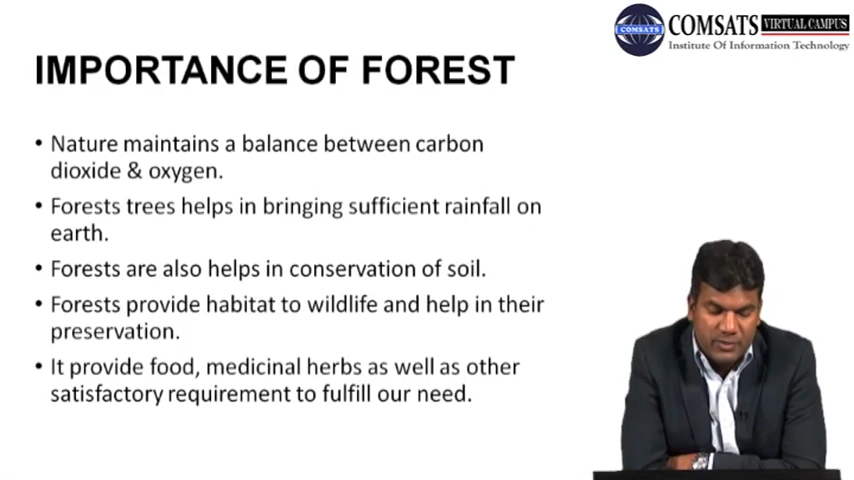 COMSATS VIRTUAL CAMPUS
COMSATS
Institute Of Information Technology
IMPORTANCE OF FOREST
• Nature maintains a balance between carbon
dioxide & oxygen.
• Forests trees helps in bringing sufficient rainfall on
earth.
• Forests are also helps in conservation of soil.
• Forests provide habitat to wildlife and help in their
preservation.
• It provide food, medicinal herbs as well as other
satisfactory requirement to fulfill our need.